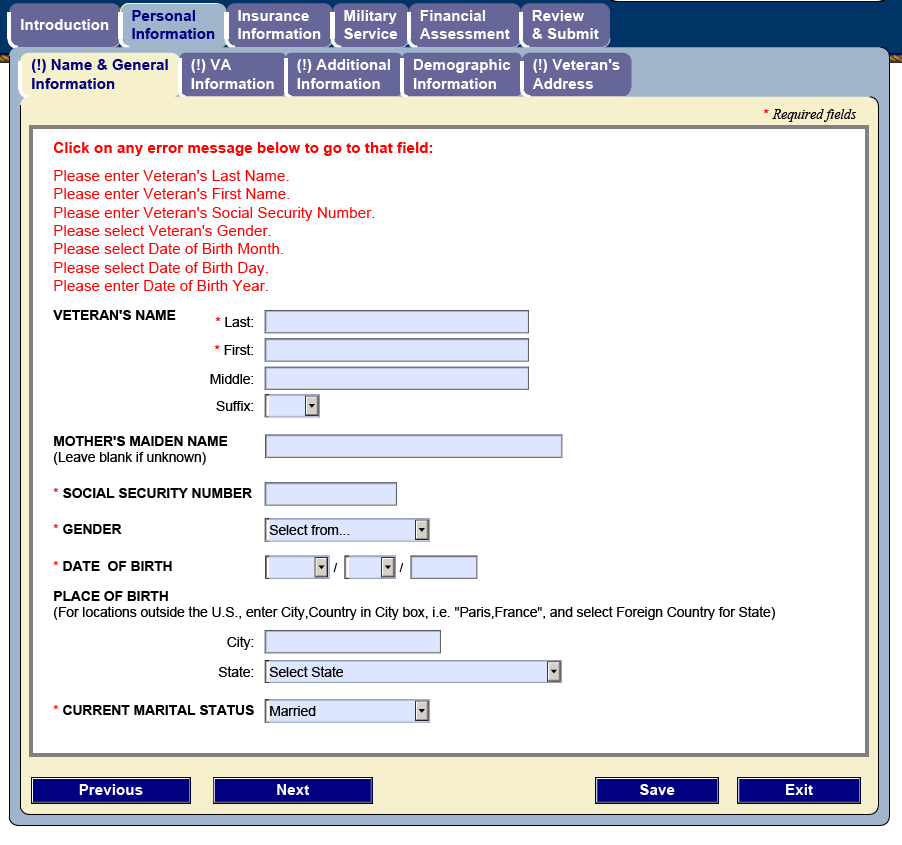 Introduction
Personal Information
Insurance Information
Military Service
Financial Assessment
Review & Submit
(!) Name & General Information
(!) VA Information
(!) Additional Information
Demographic Information
(!) Veteran's Address
* Required fields
Click on any error message below to go to that field:
Please enter Veteran's Last Name.
Please enter Veteran's First Name.
Please enter Veteran's Social Security Number.
Please select Veteran's Gender.
Please select Date of Birth Month.
Please select Date of Birth Day.
Please enter Date of Birth Year.
VETERAN'S NAME
* Last:
* First:
Middle:
Suffix:
MOTHER'S MAIDEN NAME
(Leave blank if unknown)
* SOCIAL SECURITY NUMBER
* GENDER Select from...
* DATE OF BIRTH / /
PLACE OF BIRTH
(For locations outside the U.S., enter City,Country in City box, i.e. "Paris,France", and select Foreign Country for State)
City:
State: Select State
* CURRENT MARITAL STATUS Married
Previous Next Save Exit